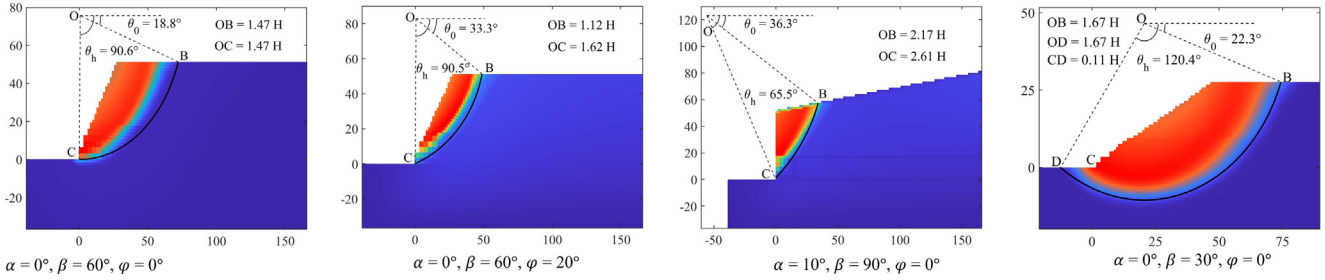 O
θ₀ = 18.8°
θₕ = 90.6°
OB = 1.47 H
OC = 1.47 H
B
C
80
60
40
20
0
-20
0
50
100
150
α = 0°, β = 60°, φ = 0°
O
θ₀ = 33.3°
θₕ = 90.5°
OB = 1.12 H
OC = 1.62 H
B
C
80
60
40
20
0
-20
0
50
100
150
α = 0°, β = 60°, φ = 20°
O
θ₀ = 36.3°
θₕ = 65.5°
OB = 2.17 H
OC = 2.61 H
B
C
120
100
80
60
40
20
0
-20
-50
0
50
100
150
α = 10°, β = 90°, φ = 0°
OB = 1.67 H
OD = 1.67 H
CD = 0.11 H
O
θ₀ = 22.3°
θₕ = 120.4°
B
C
D
50
25
0
0
25
50
75
α = 0°, β = 30°, φ = 0°